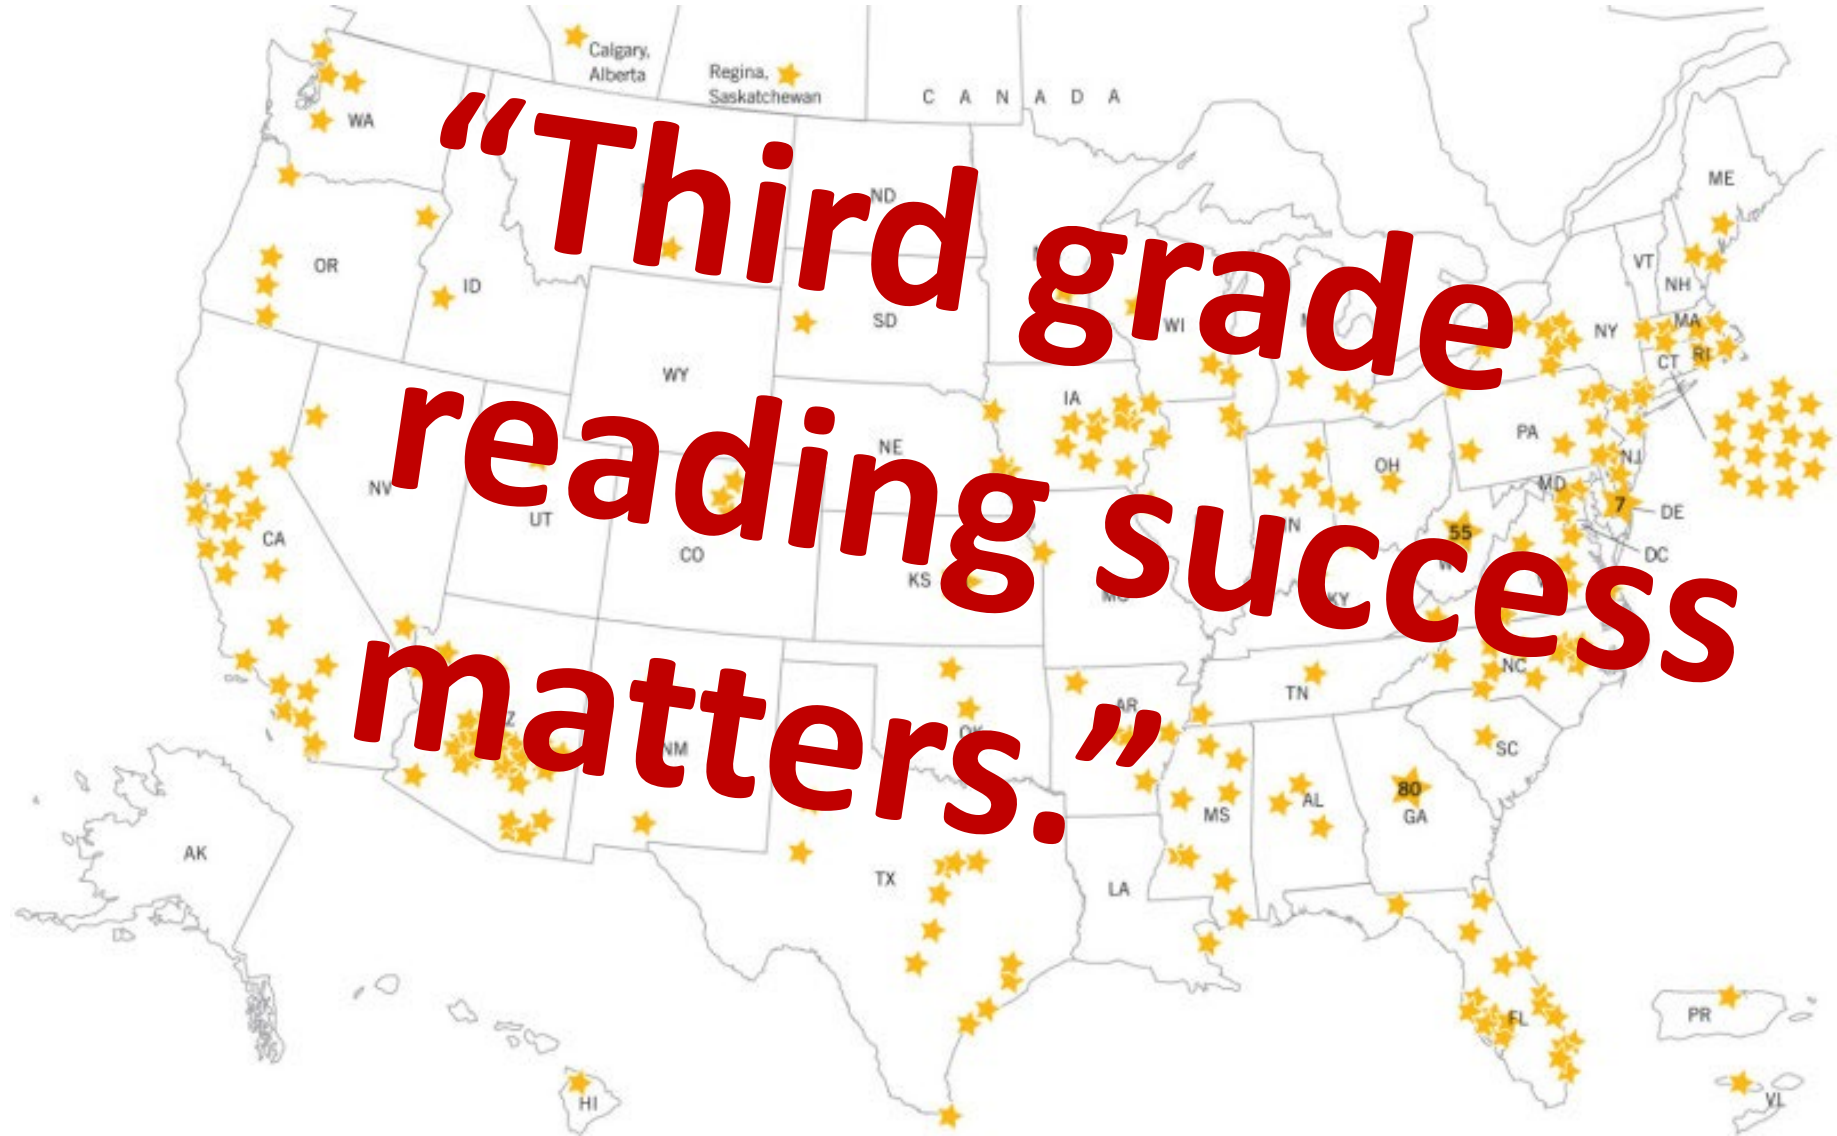 Calgary,
Alberta
Regina,
Saskatchewan
CANADA
WA
“Third grade
reading success
matters.”
ND
ME
OR
ID
VT
NH
SD
WI
NY
MA
CT
RI
WY
IA
NE
PA
OH
NJ
MD
NV
UT
CA
CO
KS
KY
7
DE
55
DC
NM
OK
AR
TN
NC
SC
80
GA
MS
AL
AK
TX
LA
FL
PR
HI
VI